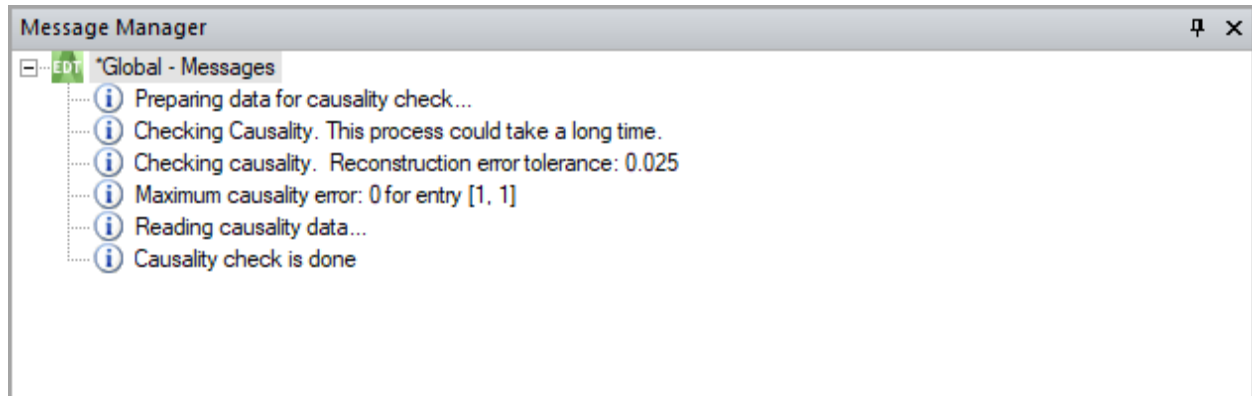 Message Manager
EDT *Global - Messages
Preparing data for causality check...
Checking Causality. This process could take a long time.
Checking causality.  Reconstruction error tolerance: 0.025
Maximum causality error: 0 for entry [1, 1]
Reading causality data...
Causality check is done